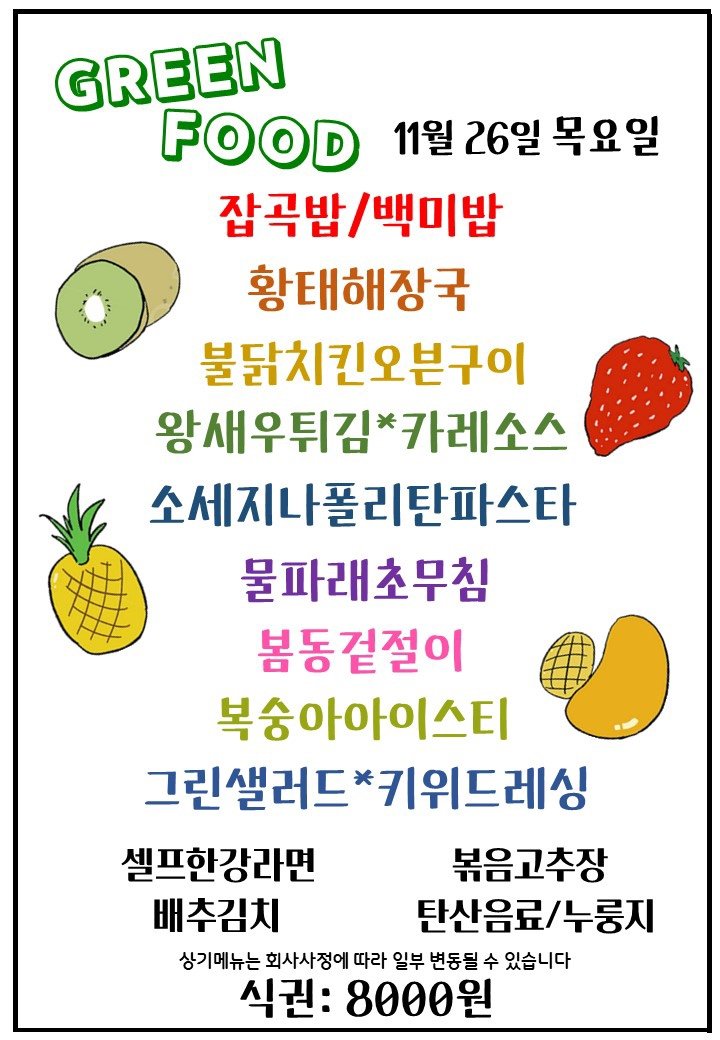 GREEN
FOOD
11월 26일 목요일
잡곡밥/백미밥
황태해장국
불닭치킨오븐구이
왕새우튀김*카레소스
소세지나폴리탄파스타
물파래초무침
봄동겉절이
복숭아아이스티
그린샐러드*키위드레싱
셀프한강라면 볶음고추장
배추김치 탄산음료/누룽지
상기메뉴는 회사사정에 따라 일부 변동될 수 있습니다
식권: 8000원